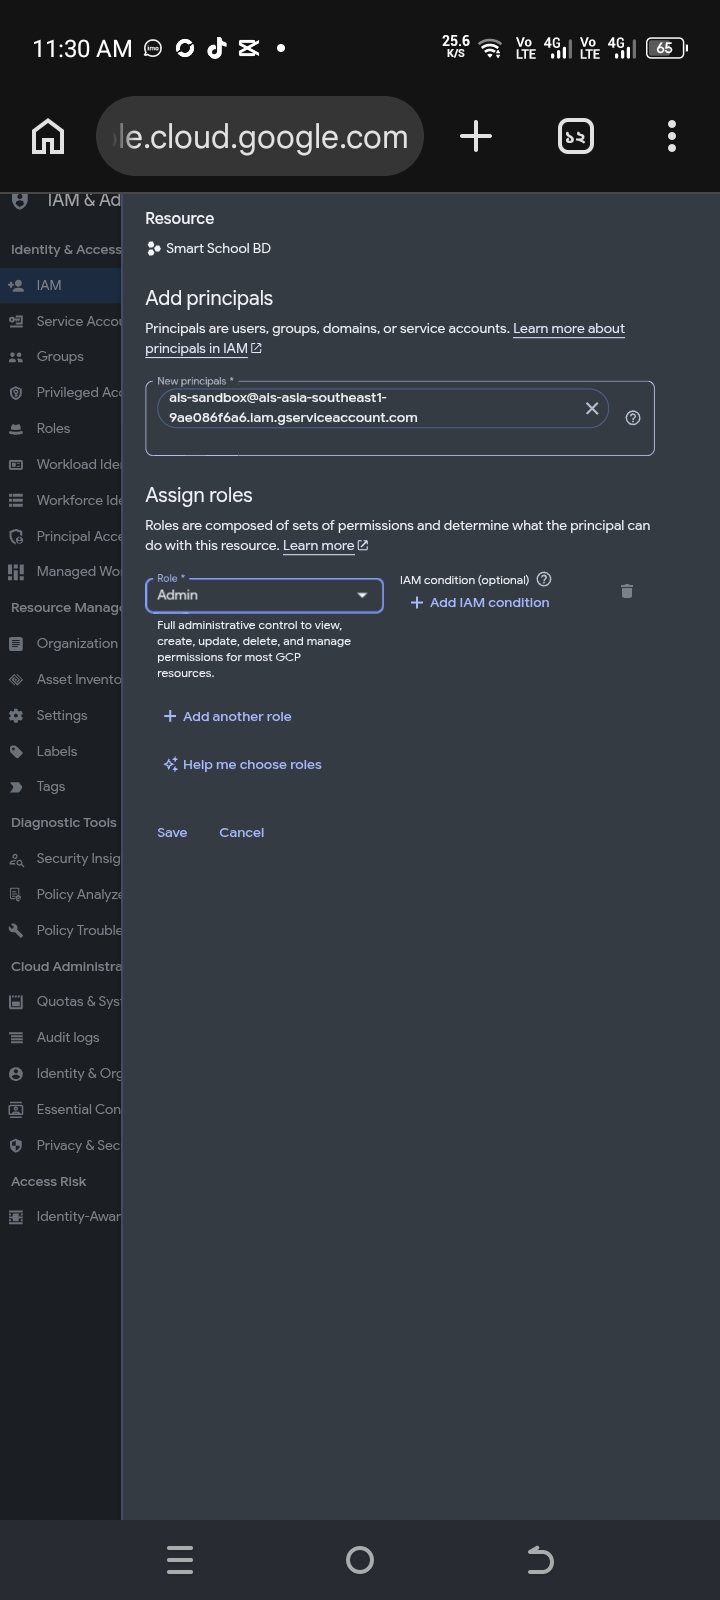 11:30 AM
25.6 K/S
Vo LTE 4G Vo LTE 4G 65
le.cloud.google.com
১২
IAM & Ad
Identity & Access
IAM
Service Accou
Groups
Privileged Ac
Roles
Workload Ide
Workforce Ide
Principal Acce
Managed Wo
Resource Manag
Organization
Asset Invento
Settings
Labels
Tags
Diagnostic Tools
Security Insig
Policy Analyze
Policy Trouble
Cloud Administra
Quotas & Sys
Audit logs
Identity & Org
Essential Con
Privacy & Sec
Access Risk
Identity-Awar
Resource
Smart School BD
Add principals
Principals are users, groups, domains, or service accounts. Learn more about
principals in IAM
New principals *
ais-sandbox@ais-asia-southeast1-
9ae086f6a6.iam.gserviceaccount.com
Assign roles
Roles are composed of sets of permissions and determine what the principal can
do with this resource. Learn more
Role *
Admin
IAM condition (optional)
Add IAM condition
Full administrative control to view,
create, update, delete, and manage
permissions for most GCP
resources.
Add another role
Help me choose roles
Save Cancel